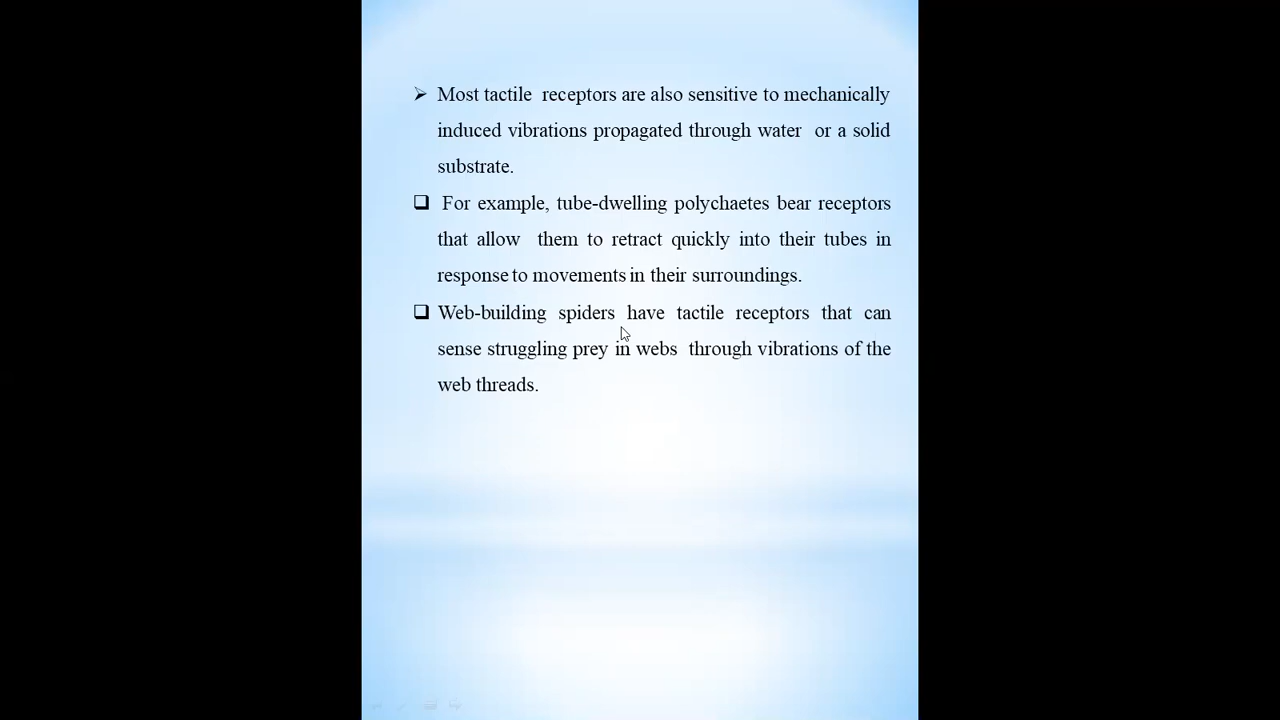 ➢ Most tactile receptors are also sensitive to mechanically
induced vibrations propagated through water or a solid
substrate.
❑ For example, tube-dwelling polychaetes bear receptors
that allow them to retract quickly into their tubes in
response to movements in their surroundings.
❑ Web-building spiders have tactile receptors that can
sense struggling prey in webs through vibrations of the
web threads.